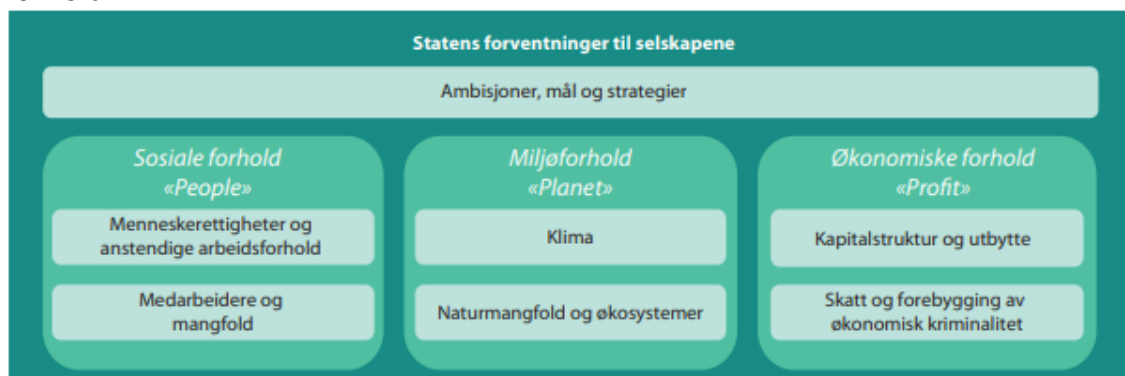 Statens forventninger til selskapene
Ambisjoner, mål og strategier
Sosiale forhold
«People»
Menneskerettigheter og
anstendige arbeidsforhold
Medarbeidere og
mangfold
Miljøforhold
«Planet»
Klima
Naturmangfold og økosystemer
Økonomiske forhold
«Profit»
Kapitalstruktur og utbytte
Skatt og forebygging av
økonomisk kriminalitet